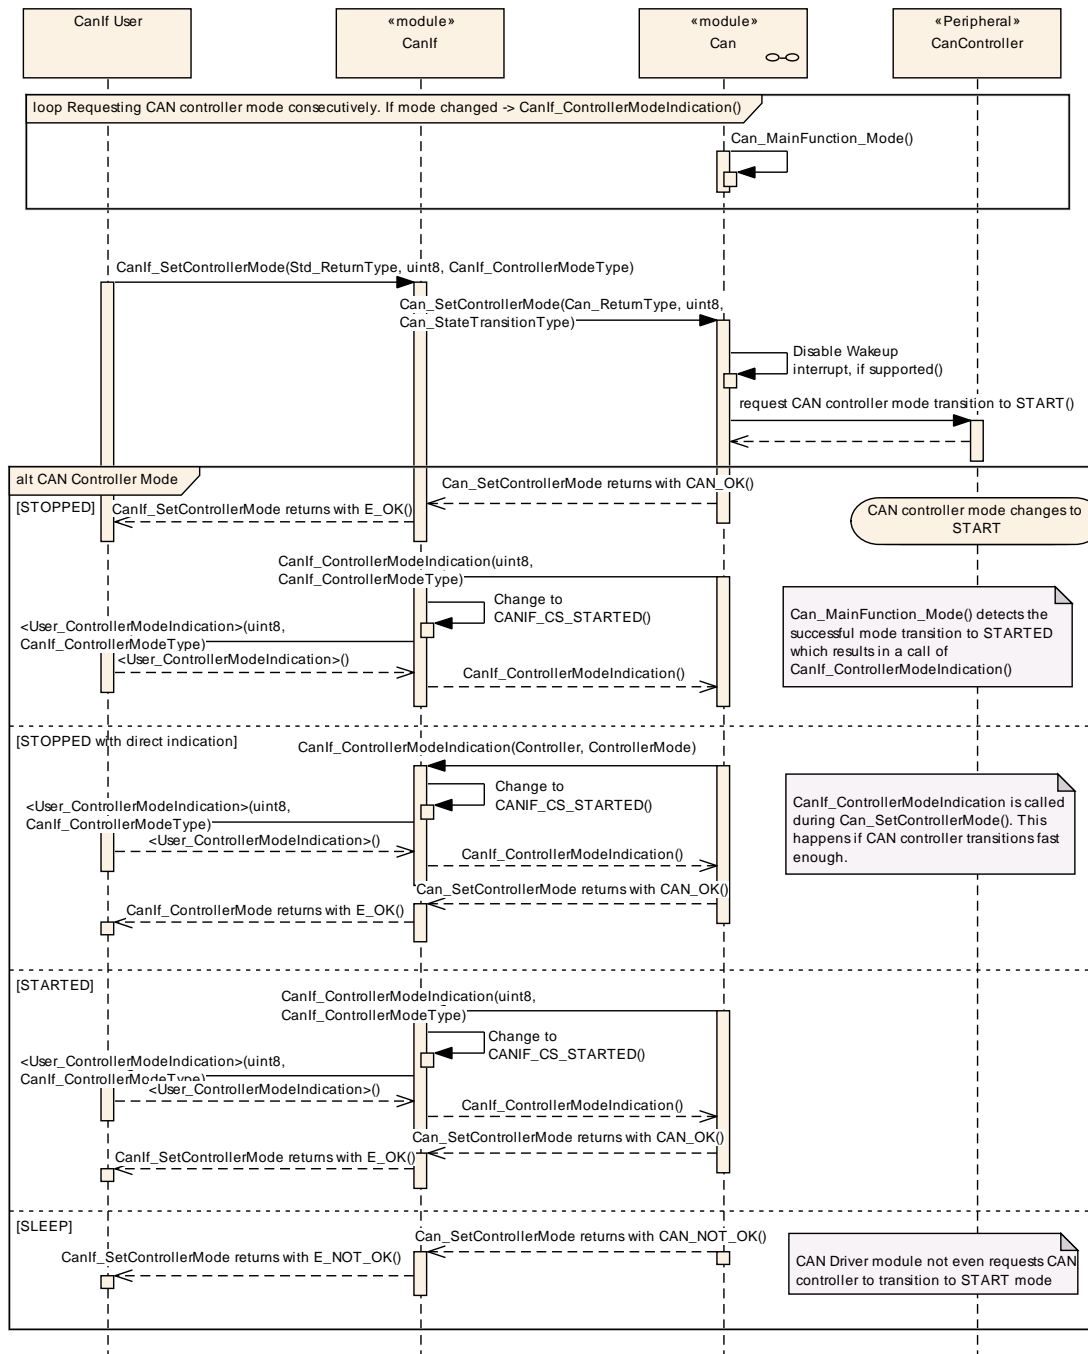 CanIf User
«module»
CanIf
«module»
Can
«Peripheral»
CanController
loop Requesting CAN controller mode consecutively. If mode changed -> CanIf_ControllerModeIndication()
Can_MainFunction_Mode()
CanIf_SetControllerMode(Std_ReturnType, uint8, CanIf_ControllerModeType)
Can_SetControllerMode(Can_ReturnType, uint8,
Can_StateTransitionType)
Disable Wakeup
interrupt, if supported()
request CAN controller mode transition to START()
alt CAN Controller Mode
[STOPPED]
Can_SetControllerMode returns with CAN_OK()
CanIf_SetControllerMode returns with E_OK()
CAN controller mode changes to
START
CanIf_ControllerModeIndication(uint8,
CanIf_ControllerModeType)
Change to
CANIF_CS_STARTED()
<User_ControllerModeIndication>(uint8,
CanIf_ControllerModeType)
<User_ControllerModeIndication>()
CanIf_ControllerModeIndication()
Can_MainFunction_Mode() detects the
successful mode transition to STARTED
which results in a call of
CanIf_ControllerModeIndication()
[STOPPED with direct indication]
CanIf_ControllerModeIndication(Controller, ControllerMode)
Change to
CANIF_CS_STARTED()
<User_ControllerModeIndication>(uint8,
CanIf_ControllerModeType)
<User_ControllerModeIndication>()
CanIf_ControllerModeIndication()
Can_SetControllerMode returns with CAN_OK()
CanIf_ControllerMode returns with E_OK()
CanIf_ControllerModeIndication is called
during Can_SetControllerMode(). This
happens if CAN controller transitions fast
enough.
[STARTED]
CanIf_ControllerModeIndication(uint8,
CanIf_ControllerModeType)
Change to
CANIF_CS_STARTED()
<User_ControllerModeIndication>(uint8,
CanIf_ControllerModeType)
<User_ControllerModeIndication>()
CanIf_ControllerModeIndication()
Can_SetControllerMode returns with CAN_OK()
CanIf_SetControllerMode returns with E_OK()
[SLEEP]
Can_SetControllerMode returns with CAN_NOT_OK()
CanIf_SetControllerMode returns with E_NOT_OK()
CAN Driver module not even requests CAN
controller to transition to START mode